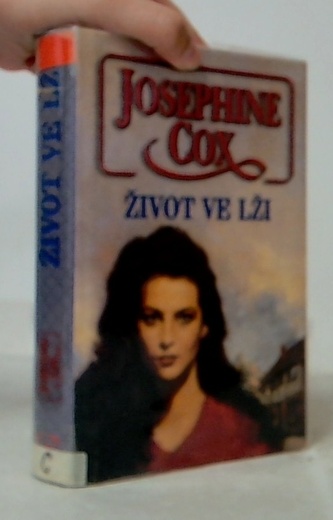 JOSEPHINE
COX
ŽIVOT VE LŽI
ŽIVOT VE LŽI
C